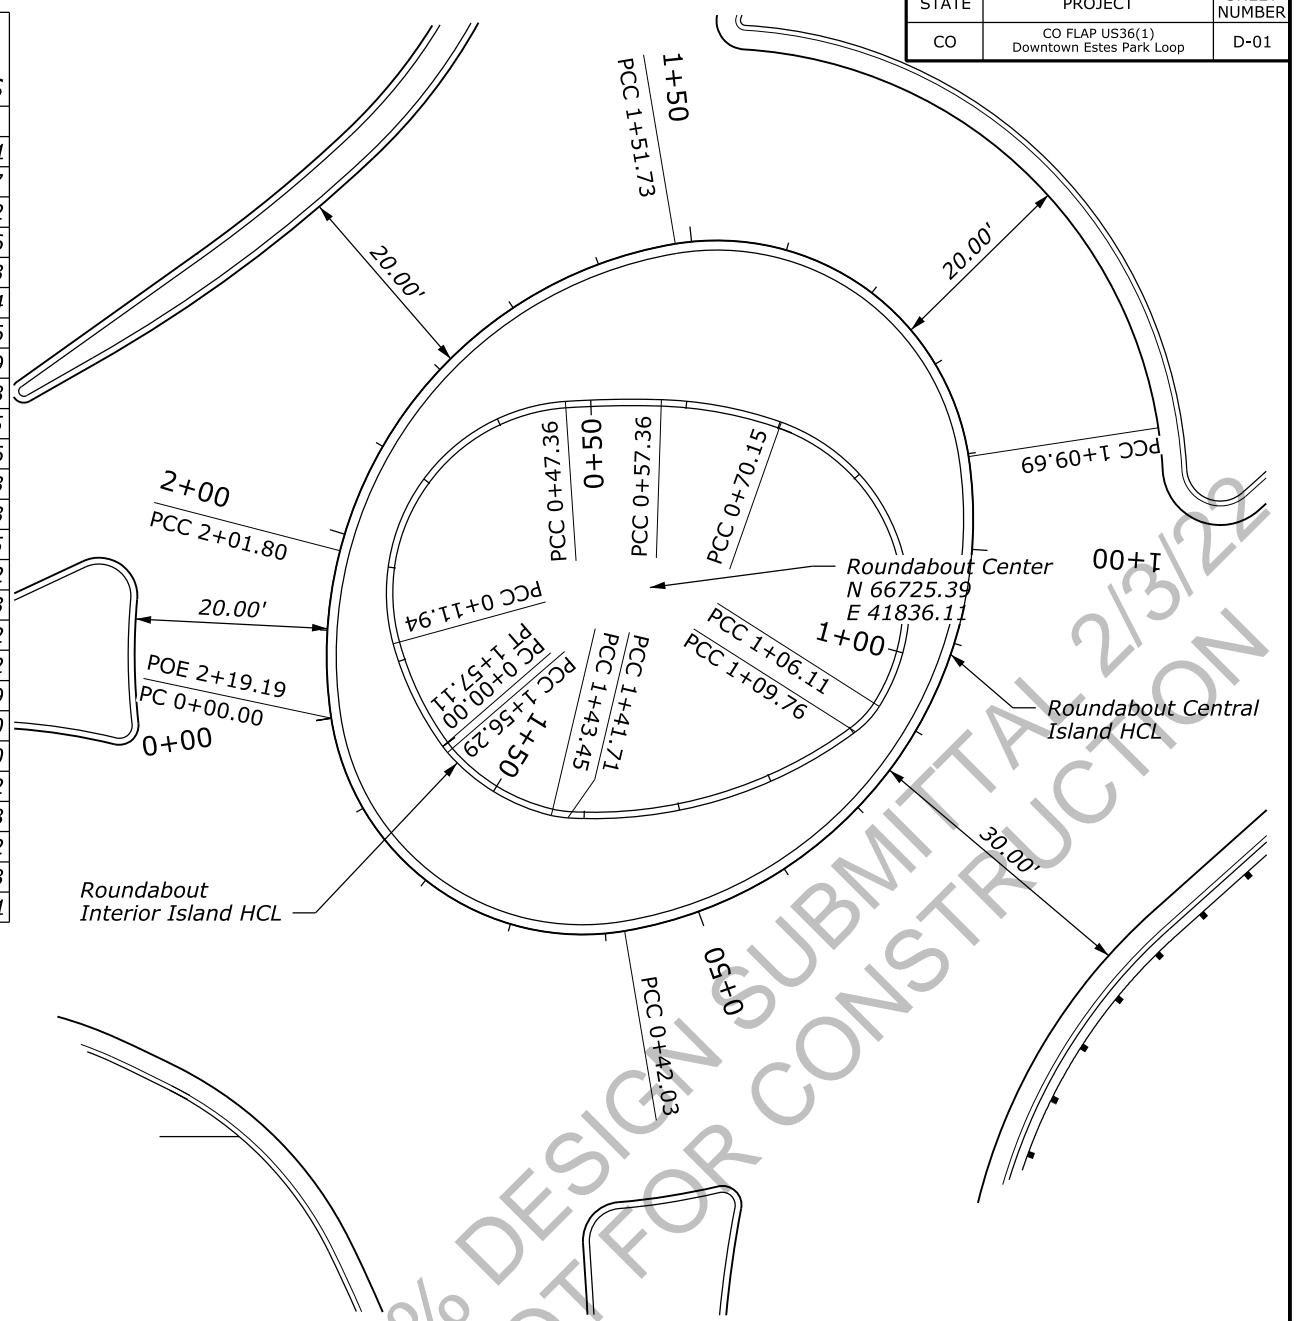 STATE
PROJECT
NUMBER
CO
CO FLAP US36(1)
Downtown Estes Park Loop
D-01
1+50
PCC 1+51.73
20.00'
20.00'
PCC 1+09.69
2+00
PCC 2+01.80
PCC 0+47.36
0+50
PCC 0+57.36
PCC 0+70.15
1+00
Roundabout Center
N 66725.39
E 41836.11
20.00'
PCC 0+11.94
PT 1+57.11
PC 0+00.00
PCC 1+56.29
1+50
PCC 1+43.45
PCC 1+41.71
PCC 1+06.11
PCC 1+09.76
1+00
POE 2+19.19
PC 0+00.00
0+00
Roundabout Central
Island HCL
30.00'
Roundabout
Interior Island HCL
0+50
PCC 0+42.03
% DESIGN SUBMITTAL 2/3/22
FOR CONSTRUCTION